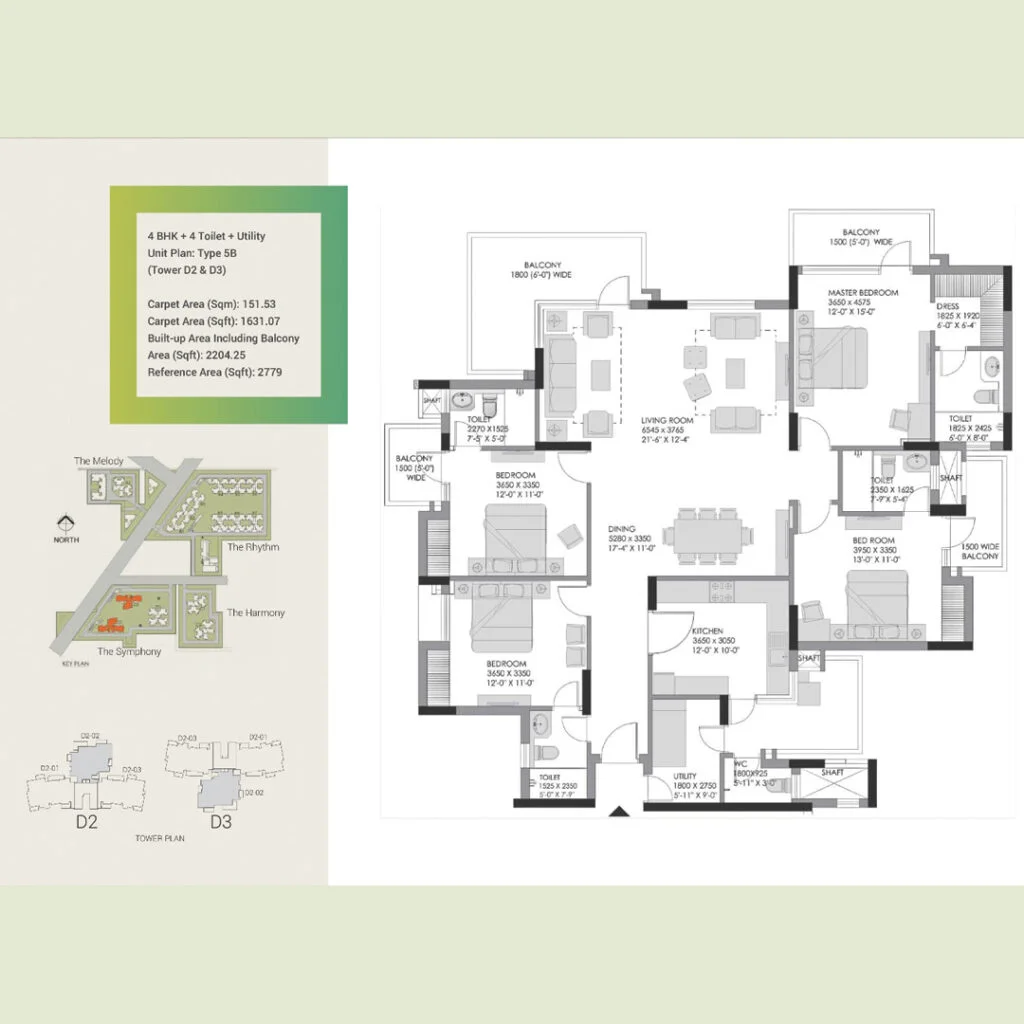 4 BHK + 4 Toilet + Utility
Unit Plan: Type 5B
(Tower D2 & D3)
Carpet Area (Sqm): 151.53
Carpet Area (Sqft): 1631.07
Built-up Area Including Balcony
Area (Sqft): 2204.25
Reference Area (Sqft): 2779
The Melody
NORTH
The Rhythm
The Harmony
The Symphony
KEY PLAN
D2-02
D2-01
D2-03
D2
D2-03
D2-01
D2-02
D3
TOWER PLAN
BALCONY
1800 (6'-0") WIDE
BALCONY
1500 (5'-0") WIDE
MASTER BEDROOM
3650 x 4575
12'-0" X 15'-0"
DRESS
1825 X 1920
6'-0" X 6'-4"
SHAFT
TOILET
2270 X1525
7'-5" X 5'-0"
LIVING ROOM
6545 x 3765
21'-6" X 12'-4"
TOILET
1825 X 2425
6'-0" X 8'-0"
BALCONY
1500 (5'-0")
WIDE
BEDROOM
3650 X 3350
12'-0" X 11'-0"
TOILET
2350 X 1625
7'-9"X 5'-4"
SHAFT
DINING
5280 x 3350
17'-4" X 11'-0"
BED ROOM
3950 X 3350
13'-0" X 11'-0"
1500 WIDE
BALCONY
KITCHEN
3650 x 3050
12'-0" X 10'-0"
BEDROOM
3650 X 3350
12'-0" X 11'-0"
SHAFT
TOILET
1525 X 2350
5'-0" X 7'-9"
UTILITY
1800 X 2750
5'-11" X 9'-0"
WC
1800X925
5'-11" X 3'-0"
SHAFT